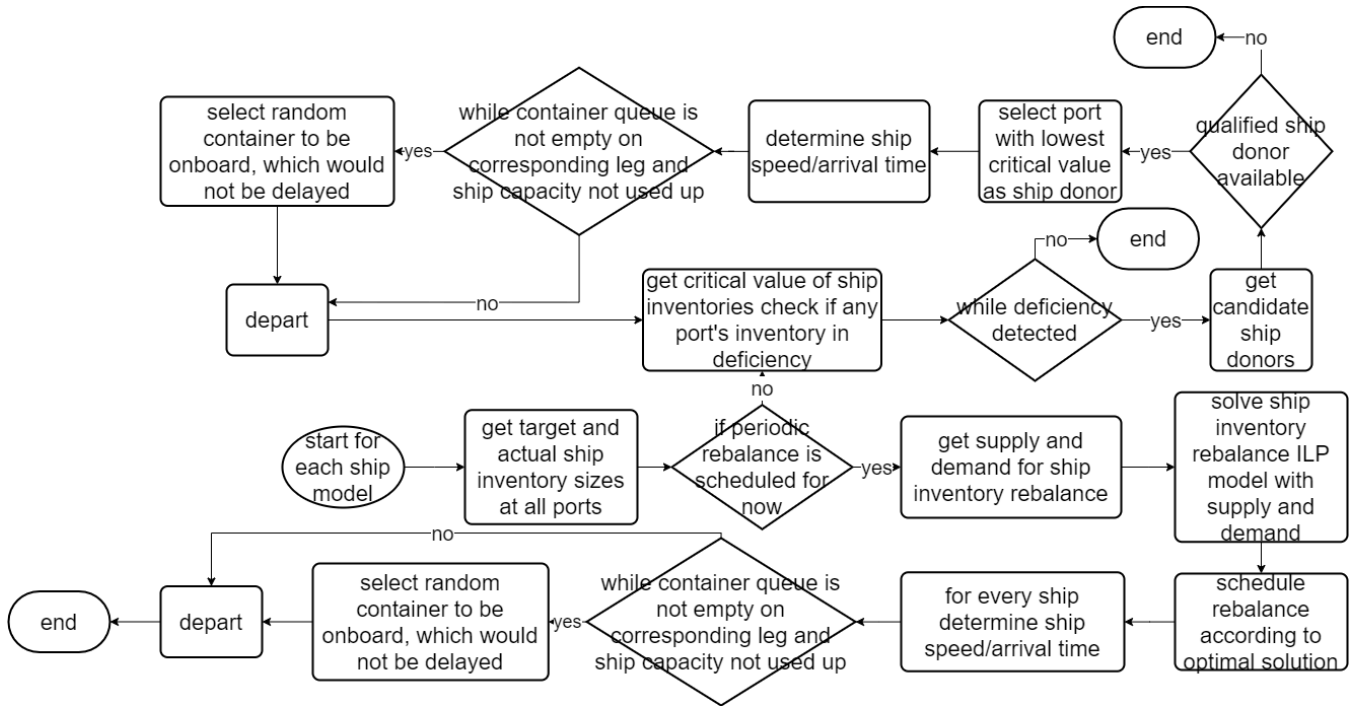 end
no
select random
container to be
onboard, which would
not be delayed
yes
while container queue is
not empty on
corresponding leg and
ship capacity not used up
determine ship
speed/arrival time
select port
with lowest
critical value
as ship donor
yes
qualified ship
donor
available
no
end
depart
no
get critical value of ship
inventories check if any
port's inventory in
deficiency
while deficiency
detected
yes
get
candidate
ship
donors
no
start for
each ship
model
get target and
actual ship
inventory sizes
at all ports
if periodic
rebalance is
scheduled for
now
yes
get supply and
demand for ship
inventory rebalance
solve ship
inventory
rebalance ILP
model with
supply and
demand
no
end
depart
select random
container to be
onboard, which would
not be delayed
yes
while container queue is
not empty on
corresponding leg and
ship capacity not used up
for every ship
determine ship
speed/arrival time
schedule
rebalance
according to
optimal solution